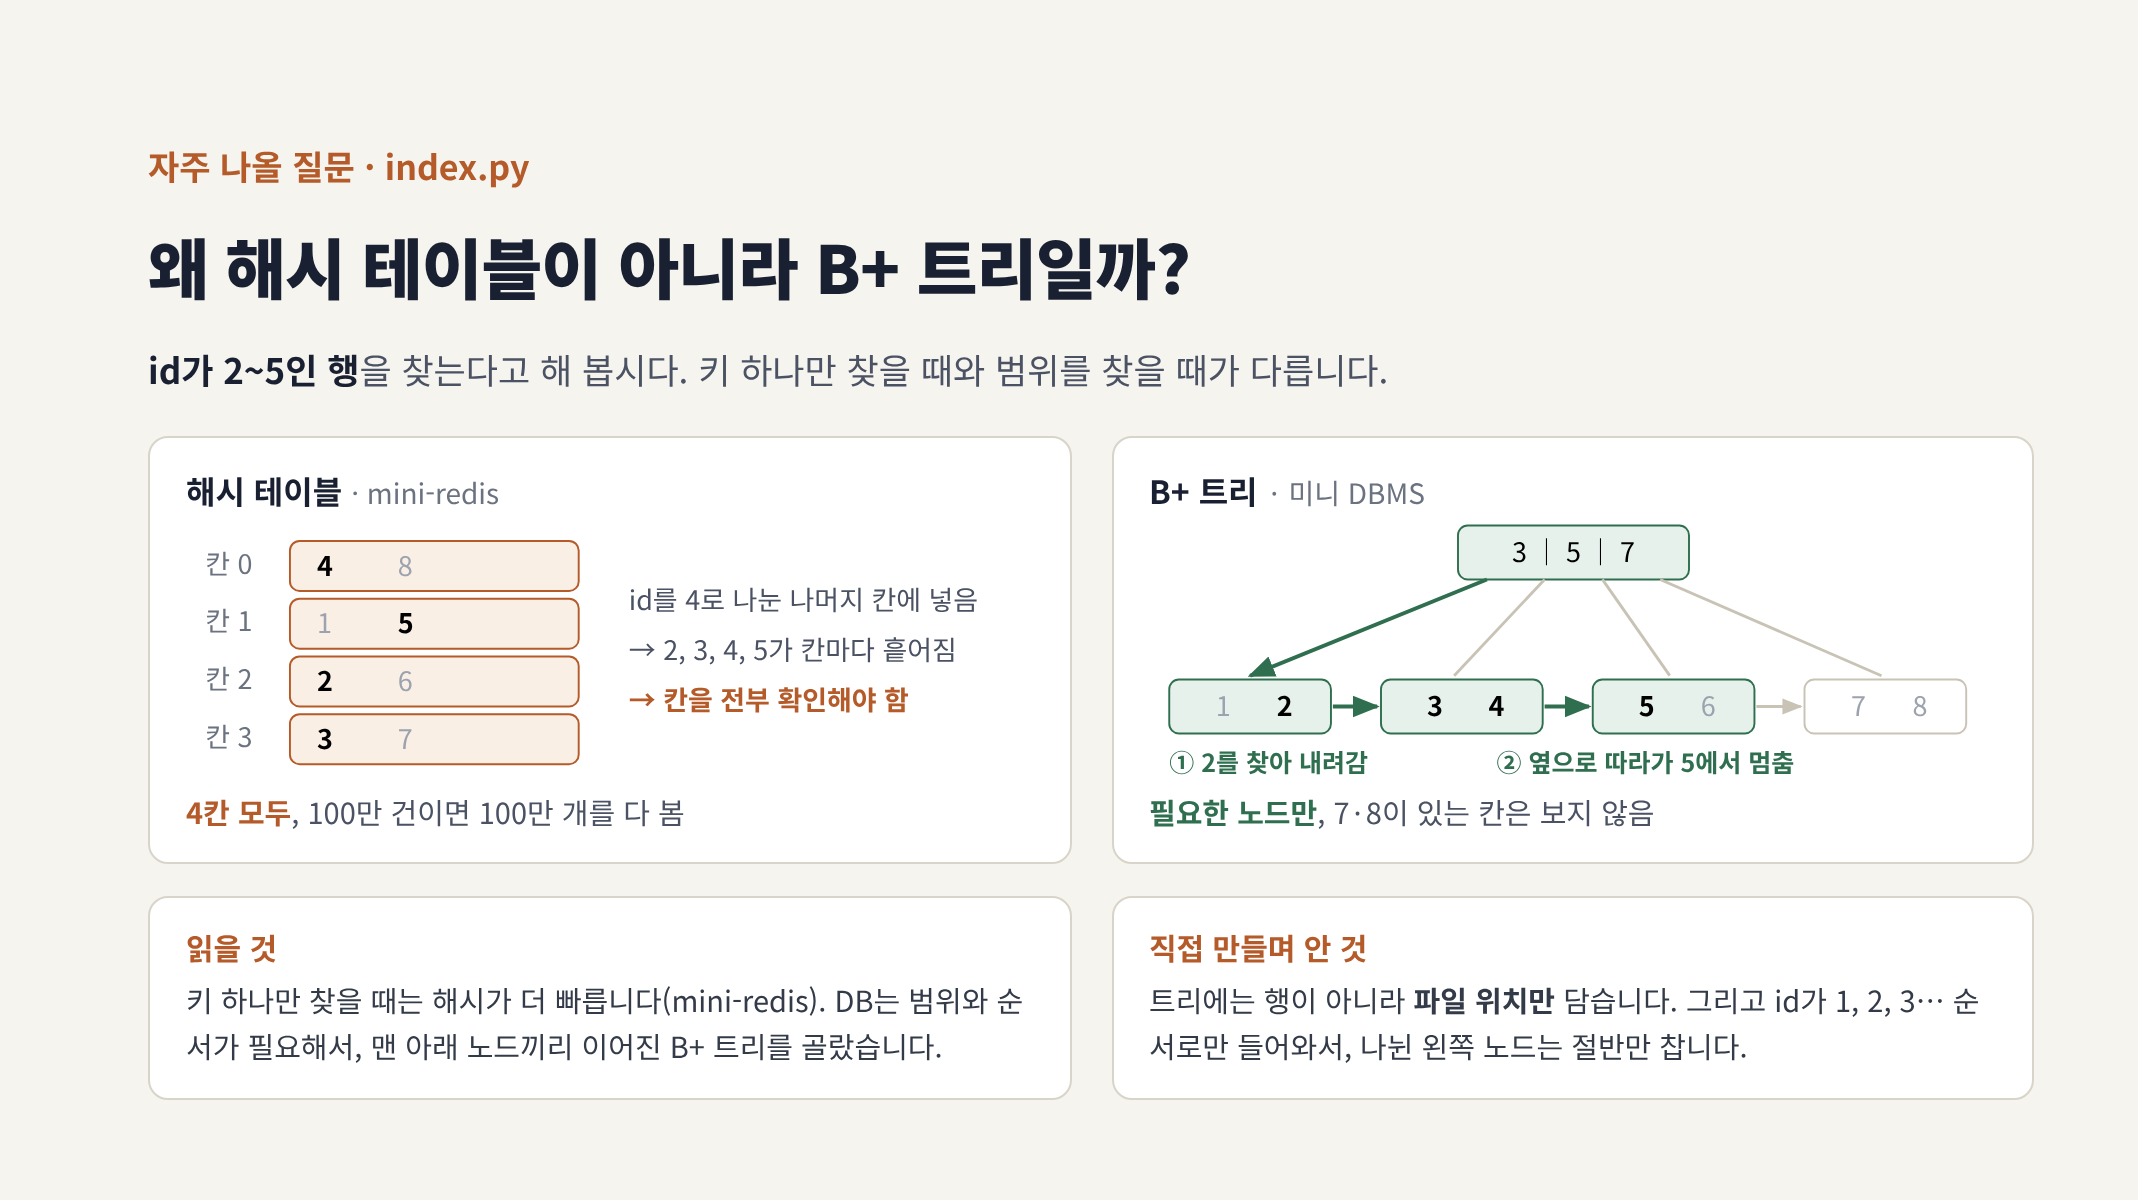 자주 나올 질문 · index.py
왜 해시 테이블이 아니라 B+ 트리일까?
id가 2~5인 행을 찾는다고 해 봅시다. 키 하나만 찾을 때와 범위를 찾을 때가 다릅니다.
해시 테이블 · mini-redis
칸 0 4 8
칸 1 1 5
칸 2 2 6
칸 3 3 7
id를 4로 나눈 나머지 칸에 넣음
→ 2, 3, 4, 5가 칸마다 흩어짐
→ 칸을 전부 확인해야 함
4칸 모두, 100만 건이면 100만 개를 다 봄
B+ 트리 · 미니 DBMS
3 | 5 | 7
1 2 3 4 5 6 7 8
① 2를 찾아 내려감 ② 옆으로 따라가 5에서 멈춤
필요한 노드만, 7·8이 있는 칸은 보지 않음
읽을 것
키 하나만 찾을 때는 해시가 더 빠릅니다(mini-redis). DB는 범위와 순
서가 필요해서, 맨 아래 노드끼리 이어진 B+ 트리를 골랐습니다.
직접 만들며 안 것
트리에는 행이 아니라 파일 위치만 담습니다. 그리고 id가 1, 2, 3… 순
서로만 들어와서, 나뉜 왼쪽 노드는 절반만 찹니다.